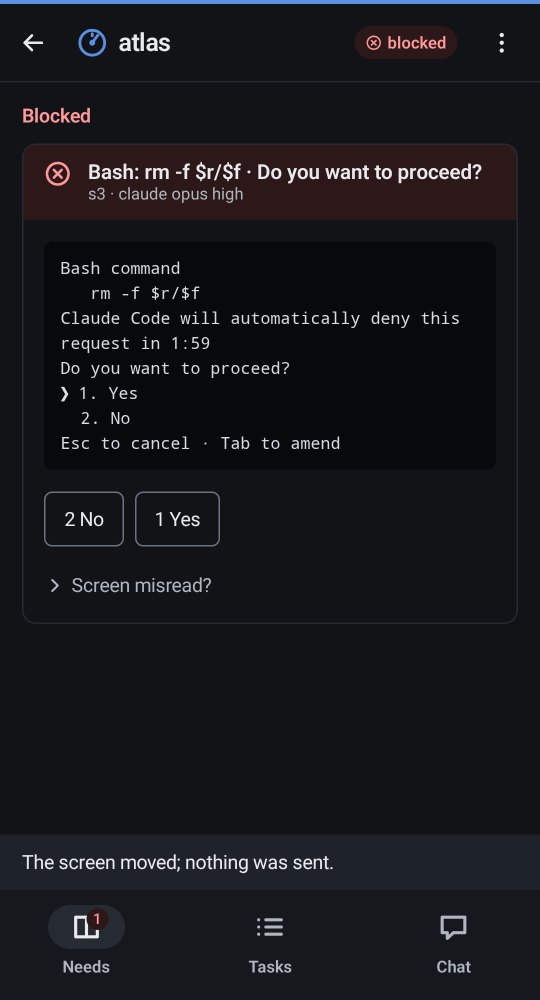 atlas
blocked
Blocked
Bash: rm -f $r/$f · Do you want to proceed?
s3 · claude opus high
Bash command
rm -f $r/$f
Claude Code will automatically deny this
request in 1:59
Do you want to proceed?
❯ 1. Yes
2. No
Esc to cancel · Tab to amend
2 No
1 Yes
Screen misread?
The screen moved; nothing was sent.
1
Needs
Tasks
Chat